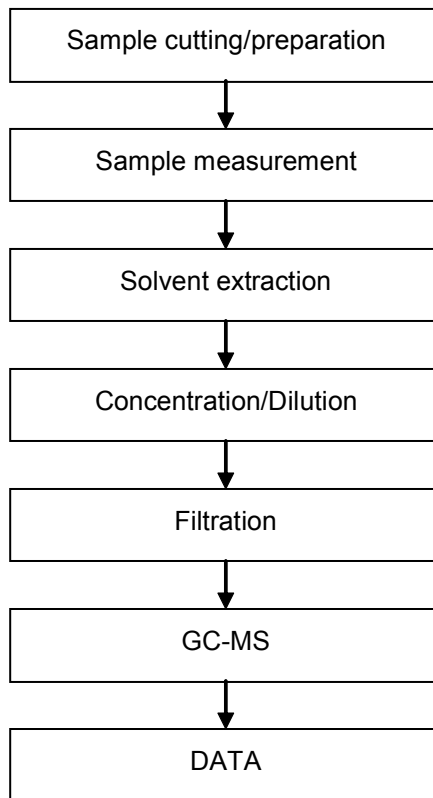 Sample cutting/preparation
Sample measurement
Solvent extraction
Concentration/Dilution
Filtration
GC-MS
DATA